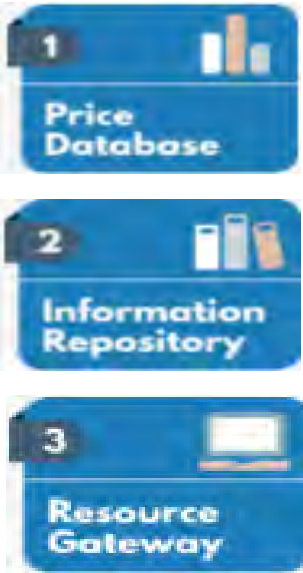 1
Price
Database
2
Information
Repository
3
Resource
Gateway